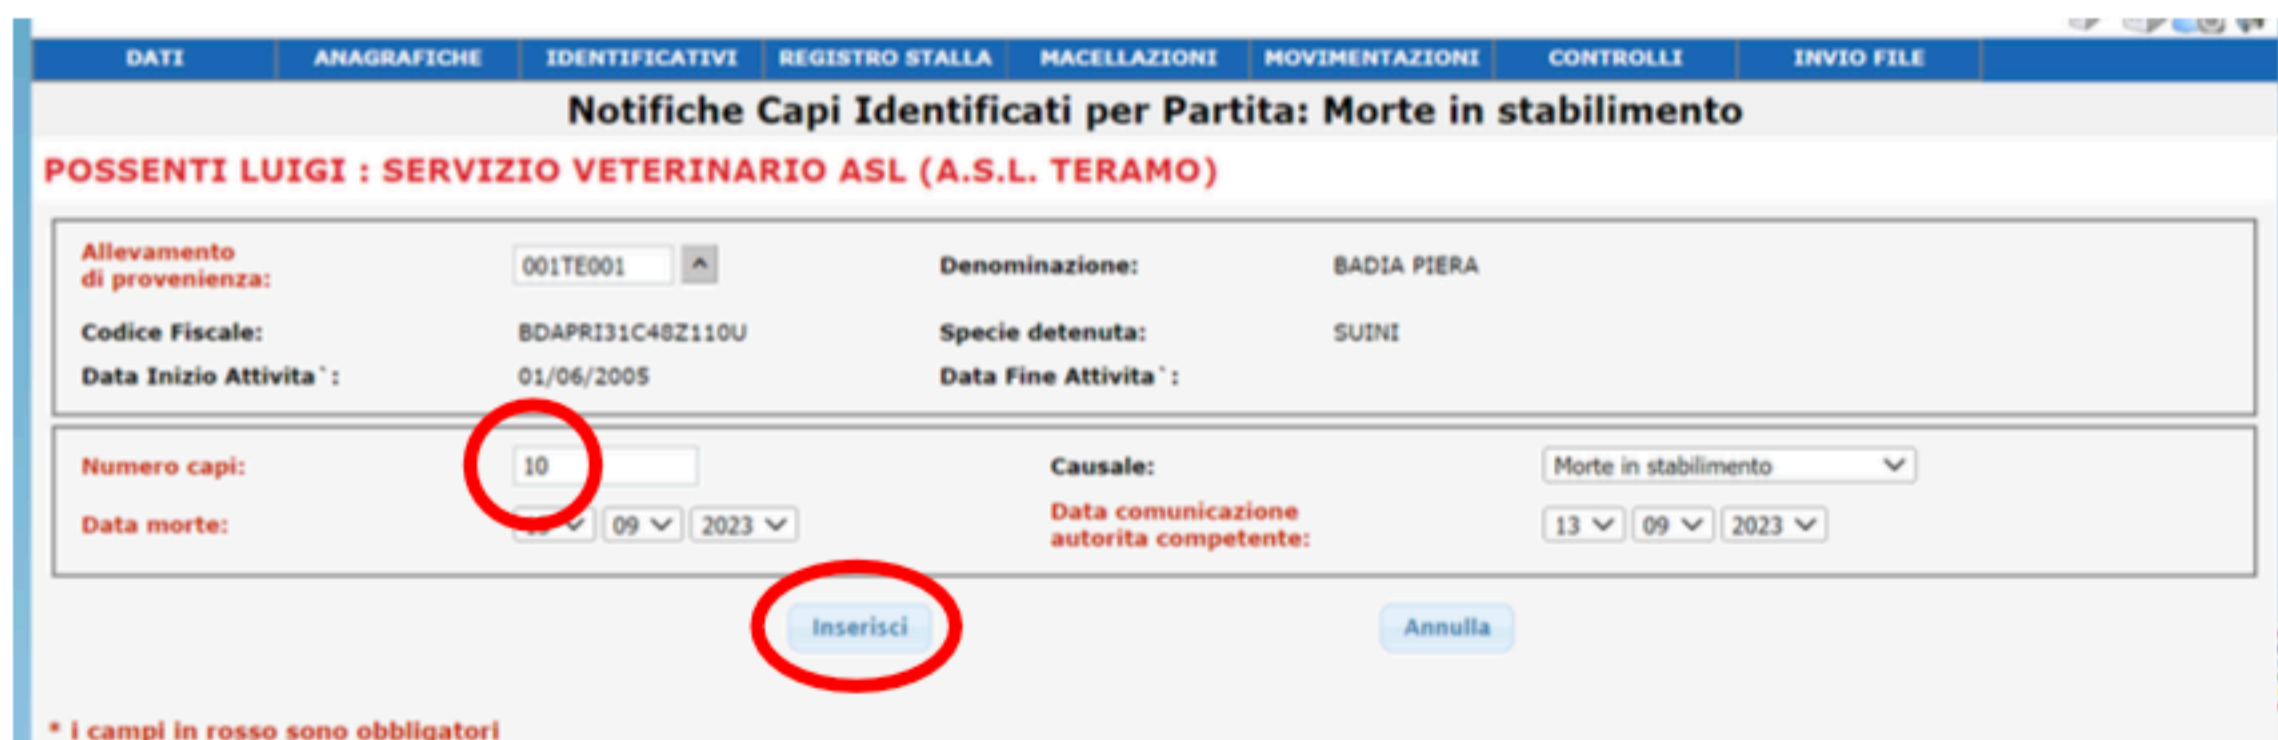 DATI ANAGRAFICHE IDENTIFICATIVI REGISTRO STALLA MACELLAZIONI MOVIMENTAZIONI CONTROLLI INVIO FILE
Notifiche Capi Identificati per Partita: Morte in stabilimento
POSSENTI LUIGI : SERVIZIO VETERINARIO ASL (A.S.L. TERAMO)
Allevamento
di provenienza: 001TE001 Denominazione: BADIA PIERA
Codice Fiscale: BDAPRI31C48Z110U Specie detenuta: SUINI
Data Inizio Attivita`: 01/06/2005 Data Fine Attivita`:
Numero capi: 10 Causale: Morte in stabilimento
Data morte: 09 2023 Data comunicazione
autorita competente: 13 09 2023
Inserisci Annulla
* i campi in rosso sono obbligatori